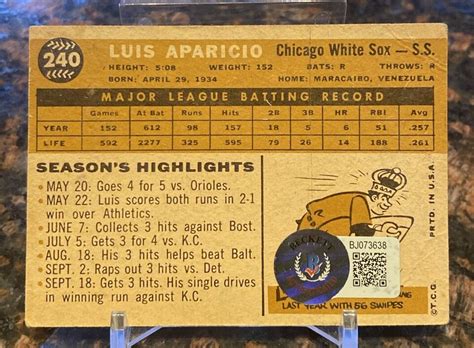 240
LUIS APARICIO Chicago White Sox — S.S.
HEIGHT: 5:08 WEIGHT: 152 BATS: R THROWS: R
BORN: APRIL 29, 1934 HOME: MARACAIBO, VENEZUELA
MAJOR LEAGUE BATTING RECORD
Games At Bat Runs Hits 2B 3B HR RBI AVG.
YEAR 152 612 98 157 18 5 6 51 .257
LIFE 592 2285 395 579 79 26 14 188 .261
SEASON'S HIGHLIGHTS
• MAY 20: Goes 4 for 5 vs. Orioles.
• MAY 22: Luis scores both runs in 2-1
win over Athletics.
• JUNE 7: Collects 3 hits against Bost.
• JULY 5: Gets 3 for 4 vs. K.C.
• AUG. 18: His 3 hits helps beat Balt.
• SEPT. 2: Raps out 3 hits vs. Det.
• SEPT. 18: Gets 3 hits. His single drives
in winning run against K.C.
BECKETT
BJ073638
LAST YEAR WITH 56 SWIPES
©T.C.G. PRTD. IN U.S.A.